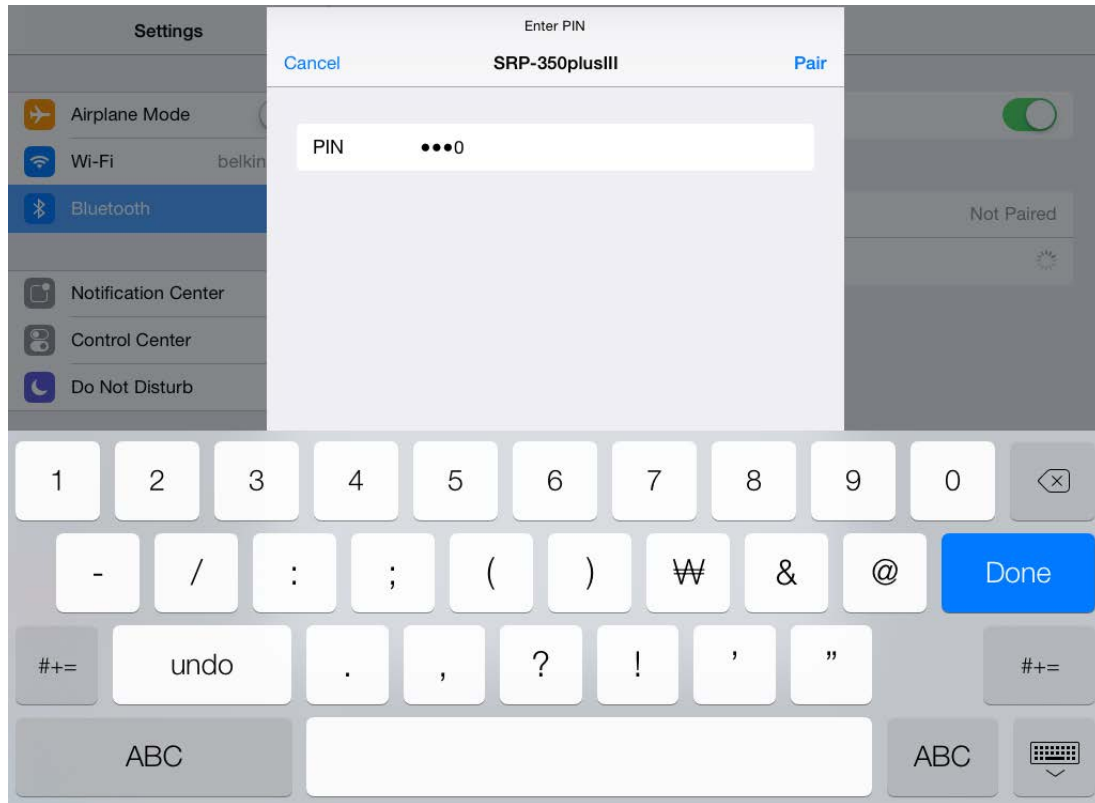 Settings
Enter PIN
Cancel SRP-350plusIII Pair
Airplane Mode
PIN •••0
Wi-Fi belkin
Bluetooth
Not Paired
Notification Center
Control Center
Do Not Disturb
1 2 3 4 5 6 7 8 9 0
- / : ; ( ) ₩ & @ Done
#+= undo . , ? ! ’ ” #+=
ABC ABC